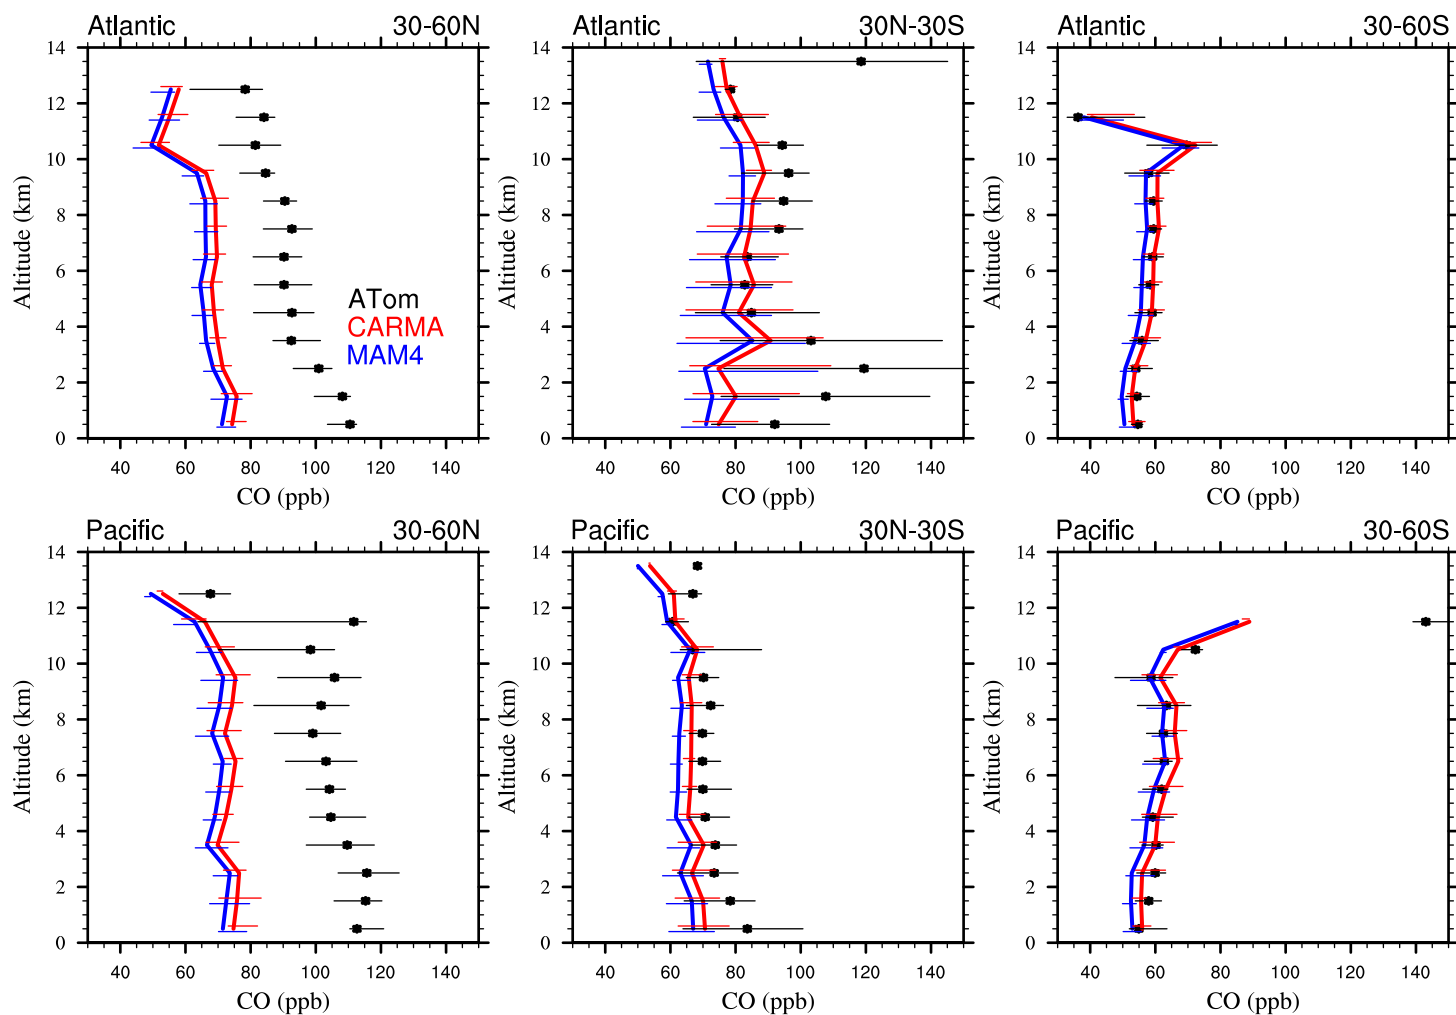 Atlantic 30-60N
14
12
10
8
6
4
2
0
Altitude (km)
ATom
CARMA
MAM4
40 60 80 100 120 140
CO (ppb)
Atlantic 30N-30S
14
12
10
8
6
4
2
0
Altitude (km)
40 60 80 100 120 140
CO (ppb)
Atlantic 30-60S
14
12
10
8
6
4
2
0
Altitude (km)
40 60 80 100 120 140
CO (ppb)
Pacific 30-60N
14
12
10
8
6
4
2
0
Altitude (km)
40 60 80 100 120 140
CO (ppb)
Pacific 30N-30S
14
12
10
8
6
4
2
0
Altitude (km)
40 60 80 100 120 140
CO (ppb)
Pacific 30-60S
14
12
10
8
6
4
2
0
Altitude (km)
40 60 80 100 120 140
CO (ppb)